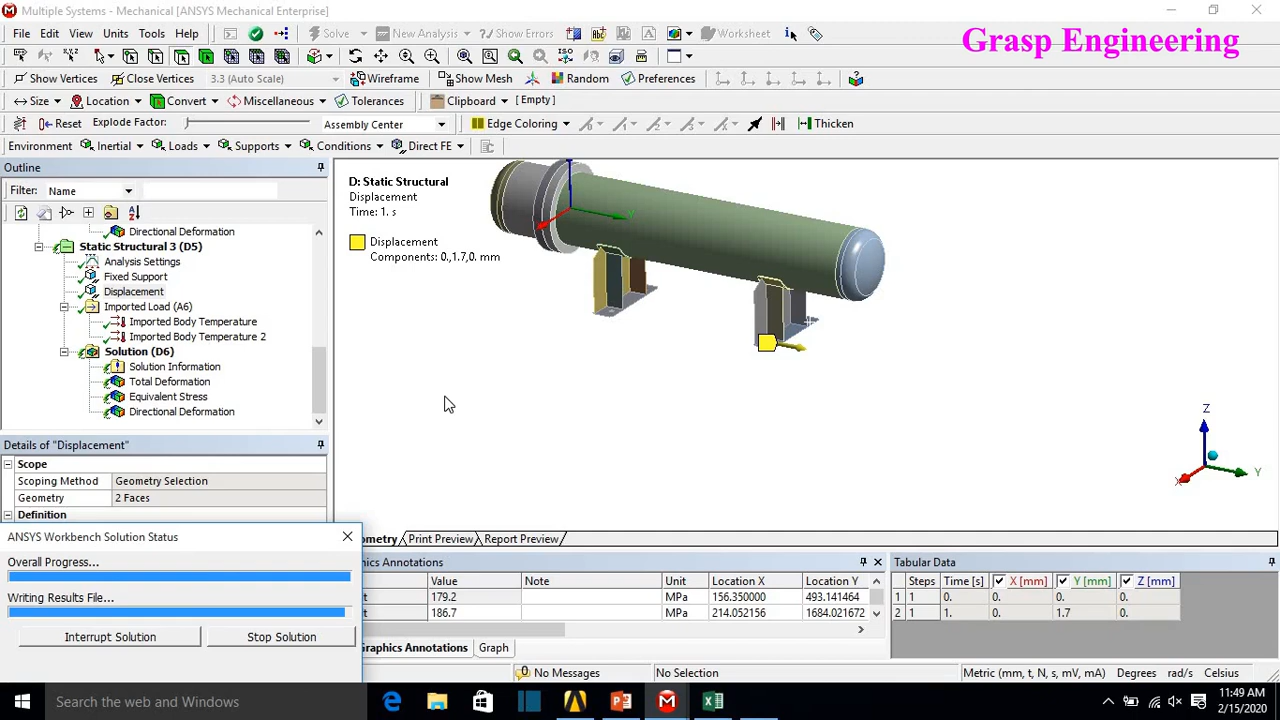 Multiple Systems - Mechanical [ANSYS Mechanical Enterprise]
File Edit View Units Tools Help Solve New Analysis Show Errors Worksheet
Grasp Engineering
Show Vertices Close Vertices 3.3 (Auto Scale) Wireframe Show Mesh Random Preferences
Size Location Convert Miscellaneous Tolerances Clipboard [ Empty ]
Reset Explode Factor: Assembly Center Edge Coloring Thicken
Environment Inertial Loads Supports Conditions Direct FE
Outline
Filter: Name
Directional Deformation
Static Structural 3 (D5)
Analysis Settings
Fixed Support
Displacement
Imported Load (A6)
Imported Body Temperature
Imported Body Temperature 2
Solution (D6)
Solution Information
Total Deformation
Equivalent Stress
Directional Deformation
D: Static Structural
Displacement
Time: 1. s
Displacement
Components: 0.,1.7,0. mm
Y
Z
Y
X
Details of "Displacement"
Scope
Scoping Method Geometry Selection
Geometry 2 Faces
Definition
ANSYS Workbench Solution Status
Overall Progress...
Writing Results File...
Interrupt Solution Stop Solution
ometry Print Preview Report Preview
hics Annotations
Value Note Unit Location X Location Y
t 179.2 MPa 156.350000 493.141464
t 186.7 MPa 214.052156 1684.021672
Graphics Annotations Graph
Tabular Data
Steps Time [s] X [mm] Y [mm] Z [mm]
1 1 0. 0. 0. 0.
2 1 1. 0. 1.7 0.
0 No Messages No Selection Metric (mm, t, N, s, mV, mA) Degrees rad/s Celsius
Search the web and Windows
11:49 AM
2/15/2020